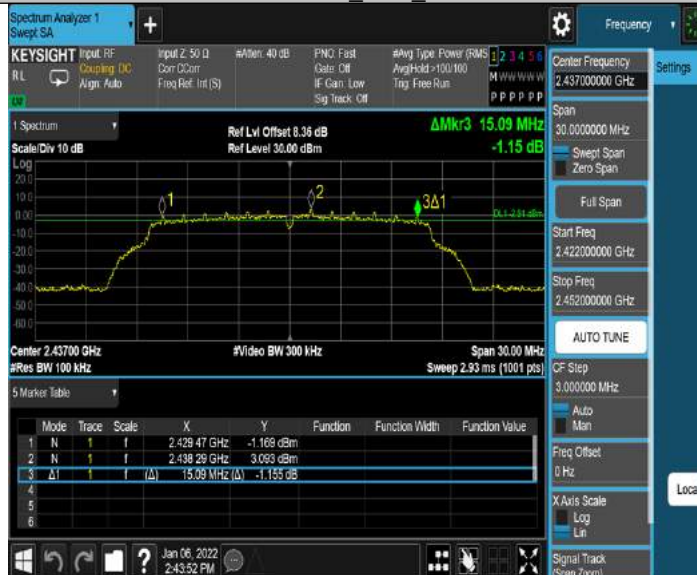 Spectrum Analyzer 1
Swept SA
+
Frequency
KEYSIGHT Input: RF Input Z: 50 Ω #Atten: 40 dB PNO: Fast #Avg Type: Power (RMS 1 2 3 4 5 6
RL Coupling: DC Corr CCorr Gate: Off Avg|Hold:>100/100 M W W W W W
Align: Auto Freq Ref: Int (S) IF Gain: Low Trig: Free Run
Sig Track: Off P P P P P P
LXI
1 Spectrum
Ref Lvl Offset 8.36 dB ΔMkr3 15.09 MHz
Scale/Div 10 dB Ref Level 30.00 dBm -1.15 dB
Log
20.0
10.0
0.00
-10.0
-20.0
-30.0
-40.0
-50.0
-60.0
1
2
3Δ1
DL1 -2.91 dBm
Center 2.43700 GHz #Video BW 300 kHz Span 30.00 MHz
#Res BW 100 kHz Sweep 2.93 ms (1001 pts)
5 Marker Table
Mode Trace Scale X Y Function Function Width Function Value
1 N 1 f 2.429 47 GHz -1.169 dBm
2 N 1 f 2.438 29 GHz 3.093 dBm
3 Δ1 1 f (Δ) 15.09 MHz (Δ) -1.155 dB
4
5
6
?
Jan 06, 2022
2:43:52 PM
Center Frequency
2.437000000 GHz
Settings
Span
30.0000000 MHz
Swept Span
Zero Span
Full Span
Start Freq
2.422000000 GHz
Stop Freq
2.452000000 GHz
AUTO TUNE
CF Step
3.000000 MHz
Auto
Man
Freq Offset
0 Hz
X Axis Scale
Log
Lin
Loca
Signal Track
(Span Zoom)